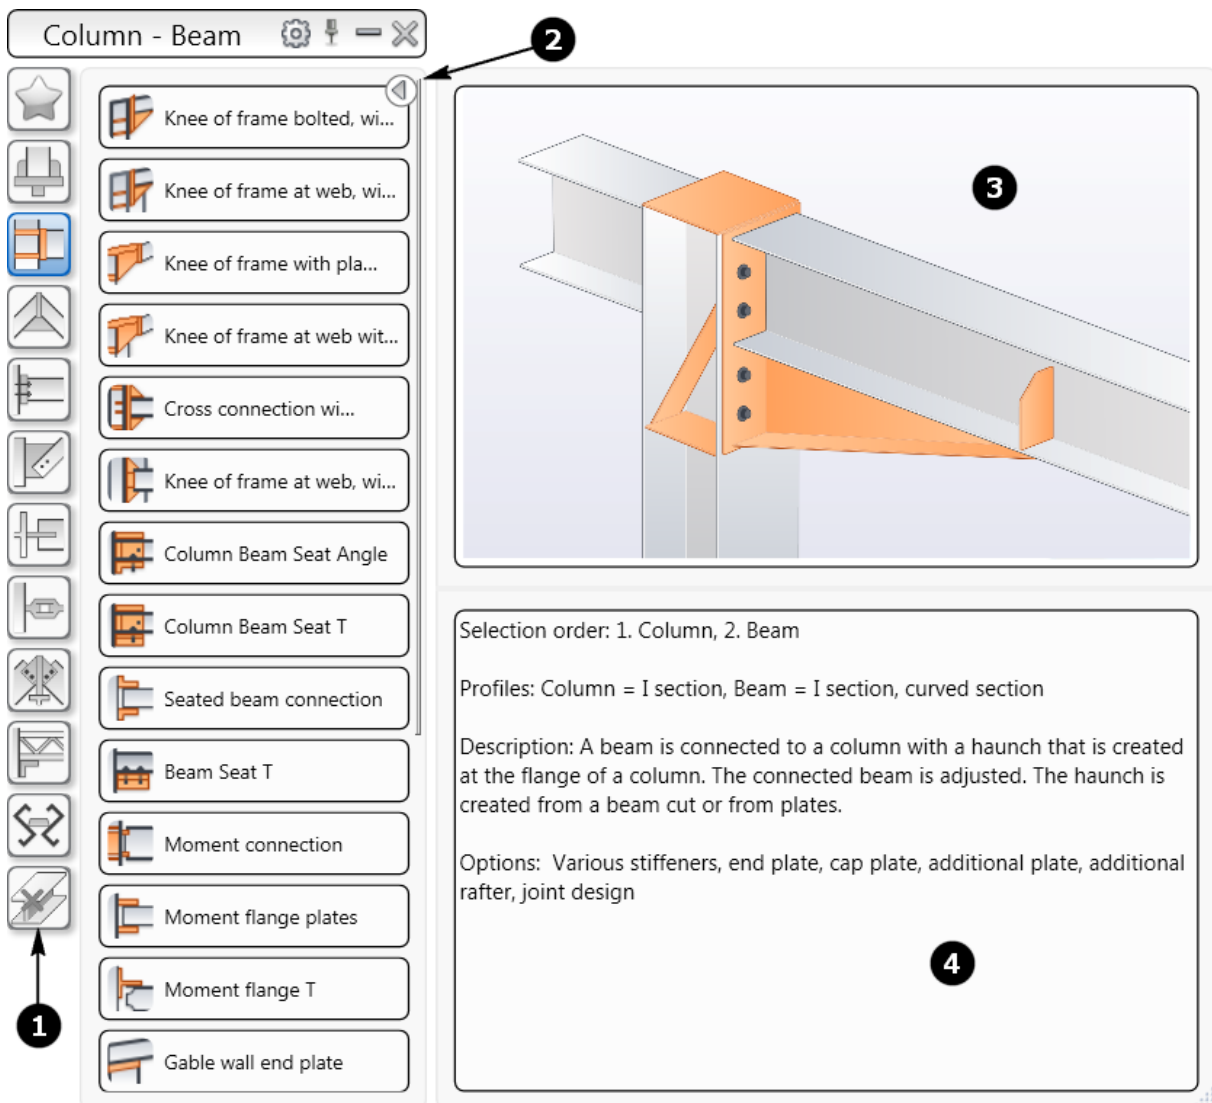 Column - Beam
2
Knee of frame bolted, wi...
Knee of frame at web, wi...
Knee of frame with pla...
Knee of frame at web wit...
Cross connection wi...
Knee of frame at web, wi...
Column Beam Seat Angle
Column Beam Seat T
Seated beam connection
Beam Seat T
Moment connection
Moment flange plates
Moment flange T
Gable wall end plate
1
3
Selection order: 1. Column, 2. Beam
Profiles: Column = I section, Beam = I section, curved section
Description: A beam is connected to a column with a haunch that is created
at the flange of a column. The connected beam is adjusted. The haunch is
created from a beam cut or from plates.
Options:  Various stiffeners, end plate, cap plate, additional plate, additional
rafter, joint design
4